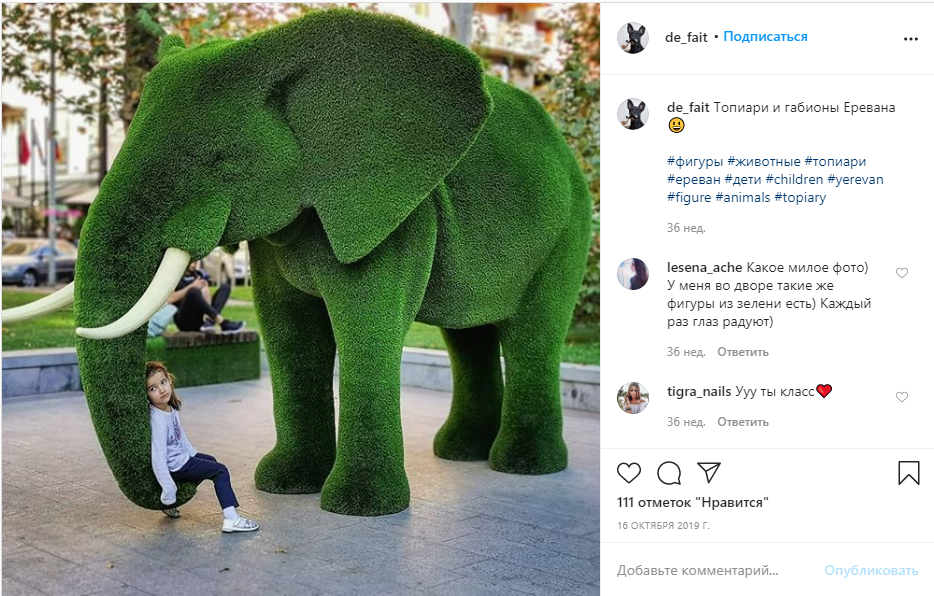 de_fait • Подписаться
de_fait Топиари и габионы Еревана
😀
#фигуры #животные #топиари
#ереван #дети #children #yerevan
#figure #animals #topiary
36 нед.
lesena_ache Какое милое фото)
У меня во дворе такие же
фигуры из зелени есть) Каждый
раз глаз радуют)
36 нед. Ответить
tigra_nails Ууу ты класс❤
36 нед. Ответить
111 отметок "Нравится"
16 ОКТЯБРЯ 2019 Г.
Добавьте комментарий... Опубликовать